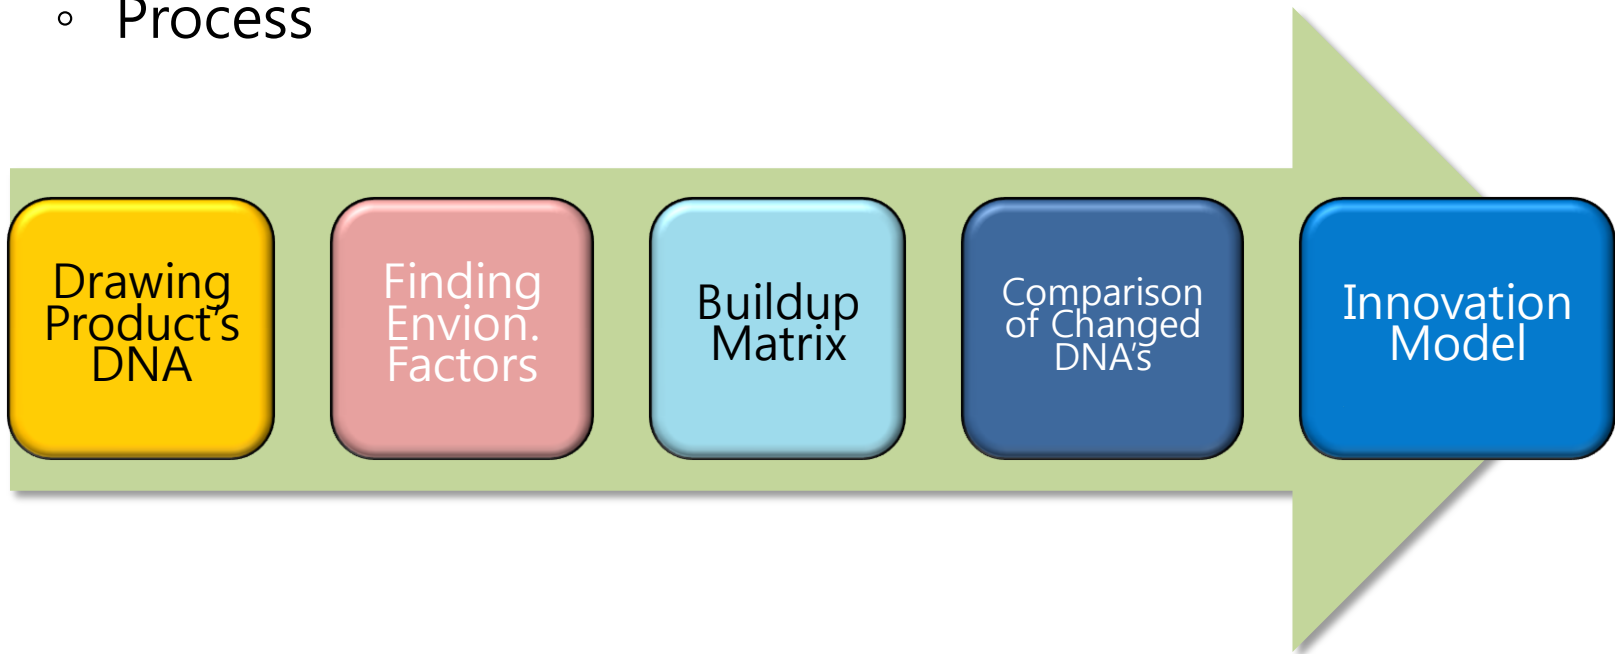 ◦ Process
Drawing
Product's
DNA
Finding
Envion.
Factors
Buildup
Matrix
Comparison
of Changed
DNA's
Innovation
Model